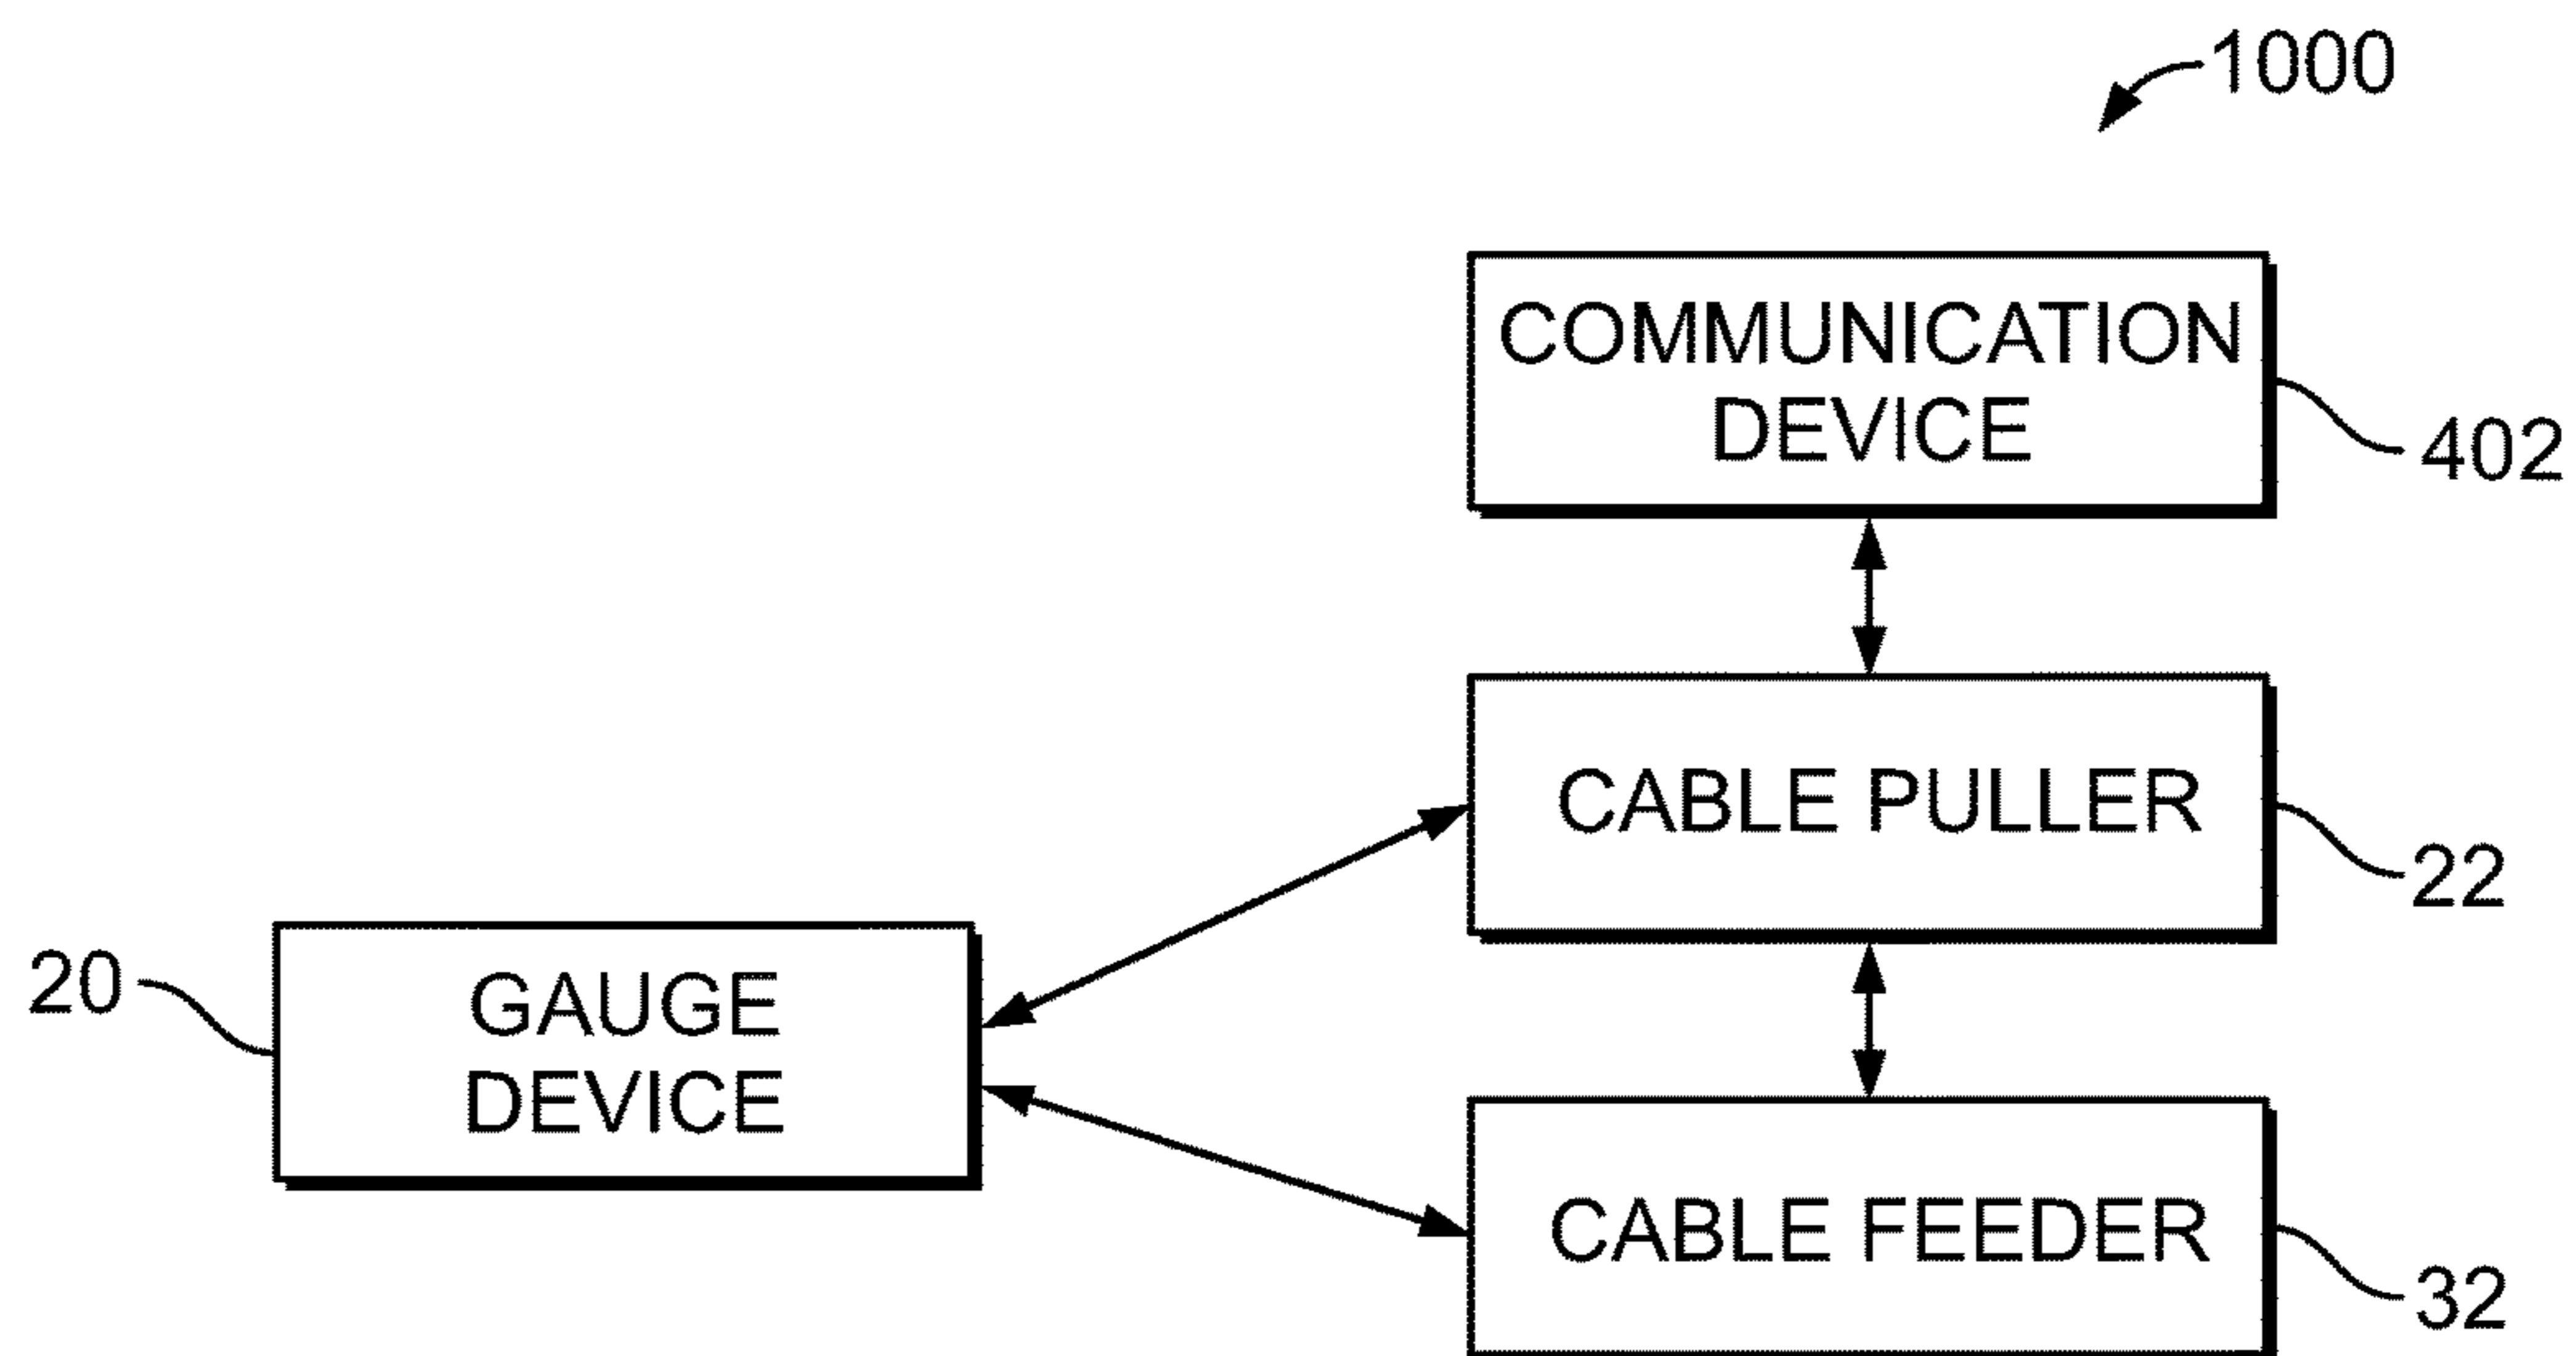 1000
COMMUNICATION
DEVICE
402
CABLE PULLER
22
20
GAUGE
DEVICE
CABLE FEEDER
32